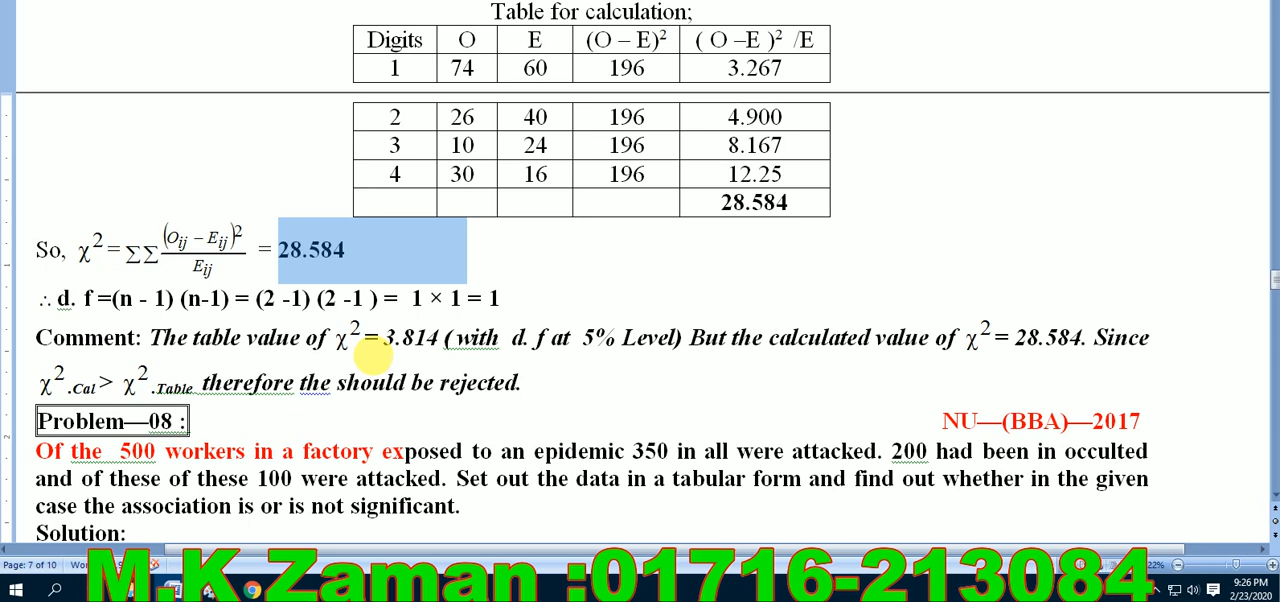 Table for calculation;
Digits O E (O – E)² ( O –E )² /E
1 74 60 196 3.267
2 26 40 196 4.900
3 10 24 196 8.167
4 30 16 196 12.25
28.584
So, χ² = ∑∑ (Oij – Eij)² / Eij = 28.584
∴ d. f =(n - 1) (n-1) = (2 -1) (2 -1 ) = 1 × 1 = 1
Comment: The table value of χ² = 3.814 ( with d. f at 5% Level) But the calculated value of χ² = 28.584. Since
χ².Cal > χ².Table therefore the should be rejected.
Problem—08 : NU—(BBA)—2017
Of the 500 workers in a factory exposed to an epidemic 350 in all were attacked. 200 had been in occulted
and of these of these 100 were attacked. Set out the data in a tabular form and find out whether in the given
case the association is or is not significant.
Solution:
Page: 7 of 10
22%
M.K Zaman :01716-213084
9:26 PM
2/23/2020